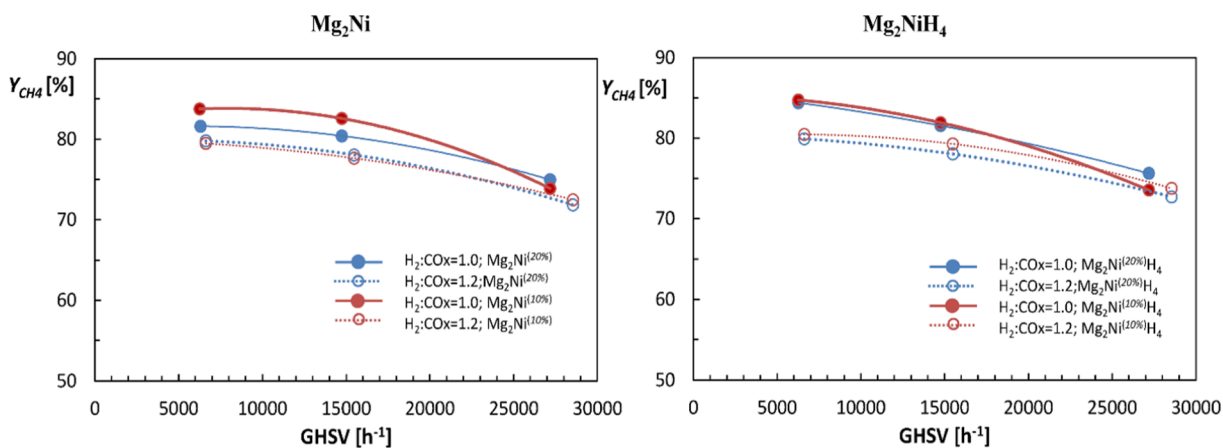 Mg₂Ni
Y_CH4 [%]
90
80
70
60
50
H₂:COx=1.0; Mg₂Ni⁽²⁰%⁾
H₂:COx=1.2;Mg₂Ni⁽²⁰%⁾
H₂:COx=1.0; Mg₂Ni⁽¹⁰%⁾
H₂:COx=1.2; Mg₂Ni⁽¹⁰%⁾
0 5000 10000 15000 20000 25000 30000
GHSV [h⁻¹]
Mg₂NiH₄
Y_CH4 [%]
90
80
70
60
50
H₂:COx=1.0; Mg₂Ni⁽²⁰%⁾H₄
H₂:COx=1.2;Mg₂Ni⁽²⁰%⁾H₄
H₂:COx=1.0; Mg₂Ni⁽¹⁰%⁾H₄
H₂:COx=1.2; Mg₂Ni⁽¹⁰%⁾H₄
0 5000 10000 15000 20000 25000 30000
GHSV [h⁻¹]